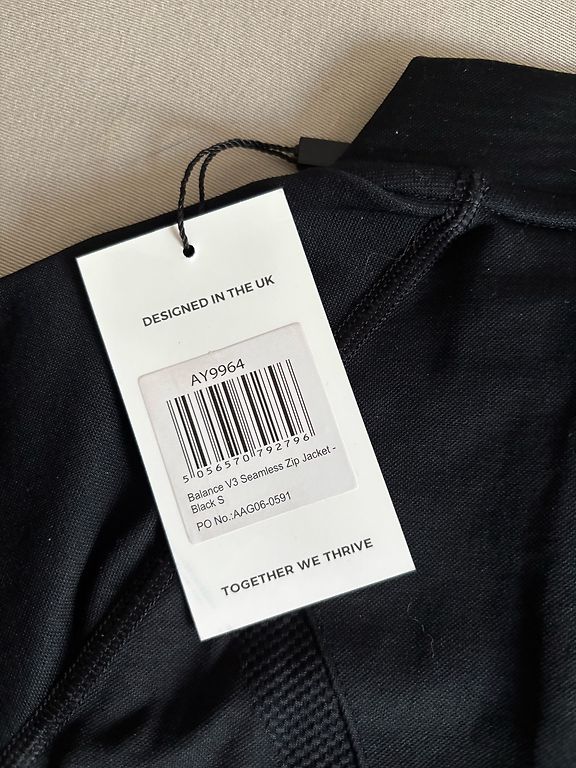 DESIGNED IN THE UK
AY9964
5 056570 792796
Balance V3 Seamless Zip Jacket -
Black S
PO No.:AAG06-0591
TOGETHER WE THRIVE